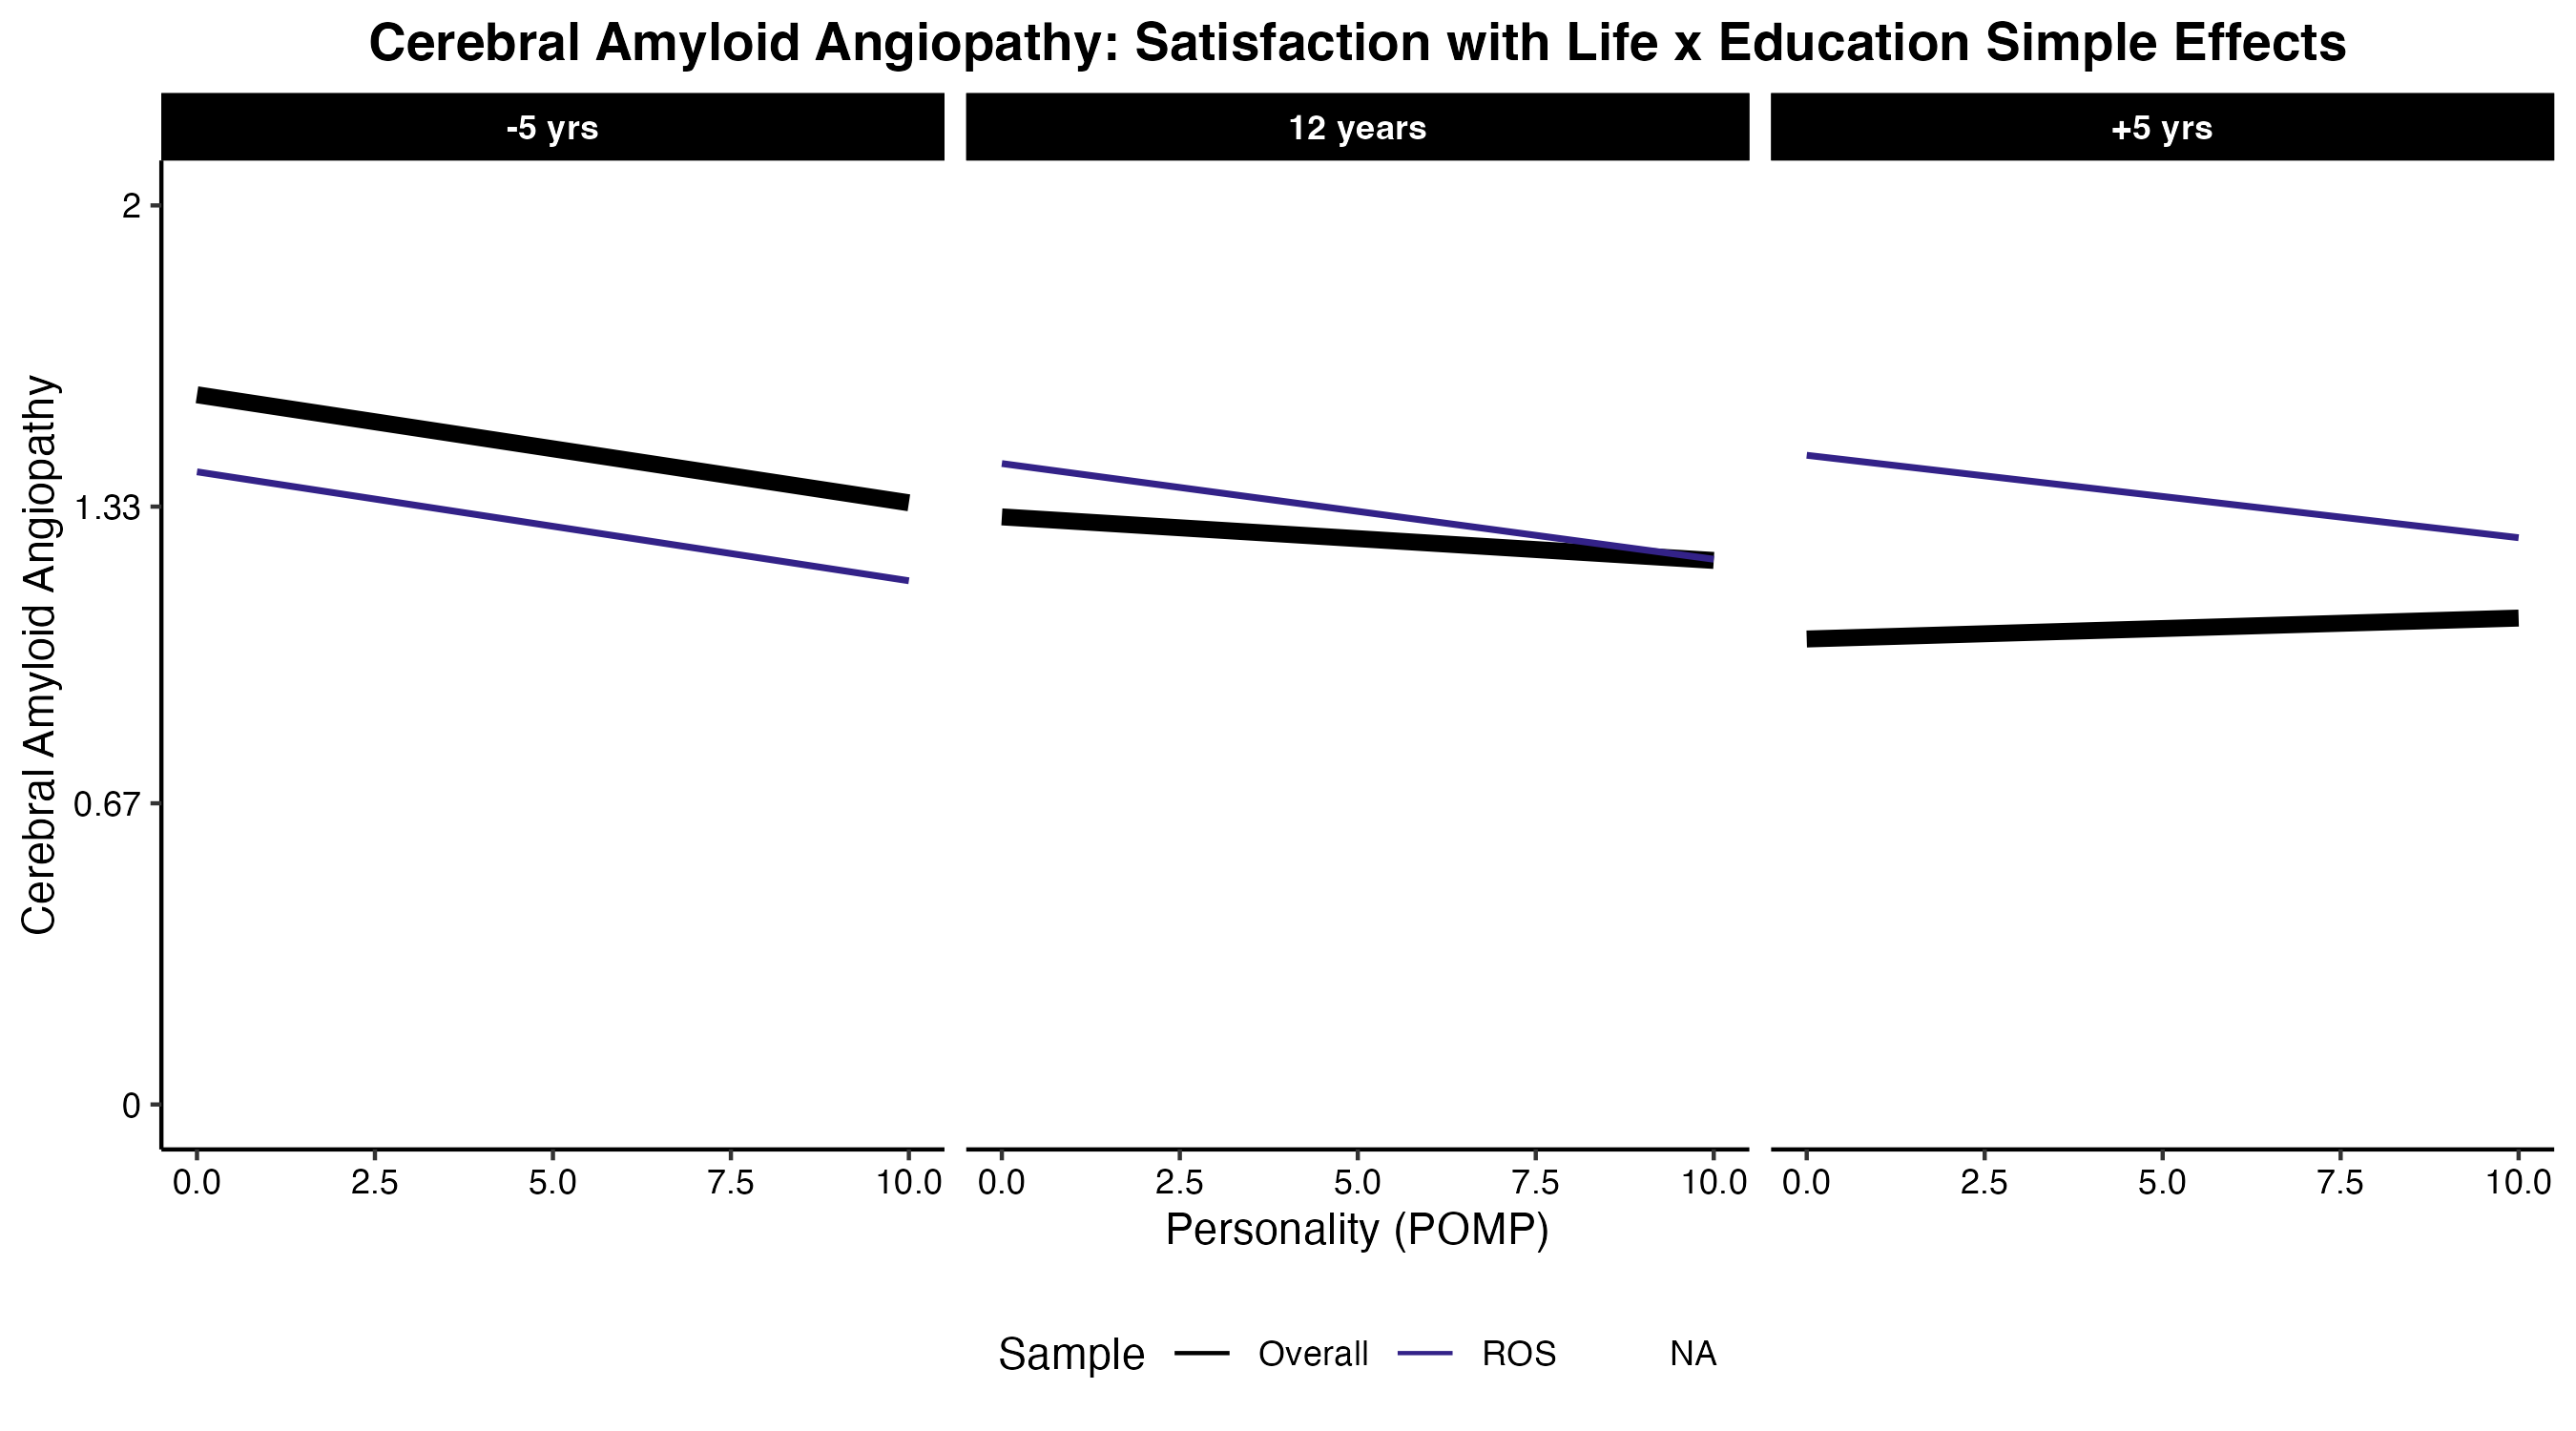 Cerebral Amyloid Angiopathy: Satisfaction with Life x Education Simple Effects
-5 yrs 12 years +5 yrs
Cerebral Amyloid Angiopathy
2
1.33
0.67
0
0.0 2.5 5.0 7.5 10.0 0.0 2.5 5.0 7.5 10.0 0.0 2.5 5.0 7.5 10.0
Personality (POMP)
Sample Overall ROS NA